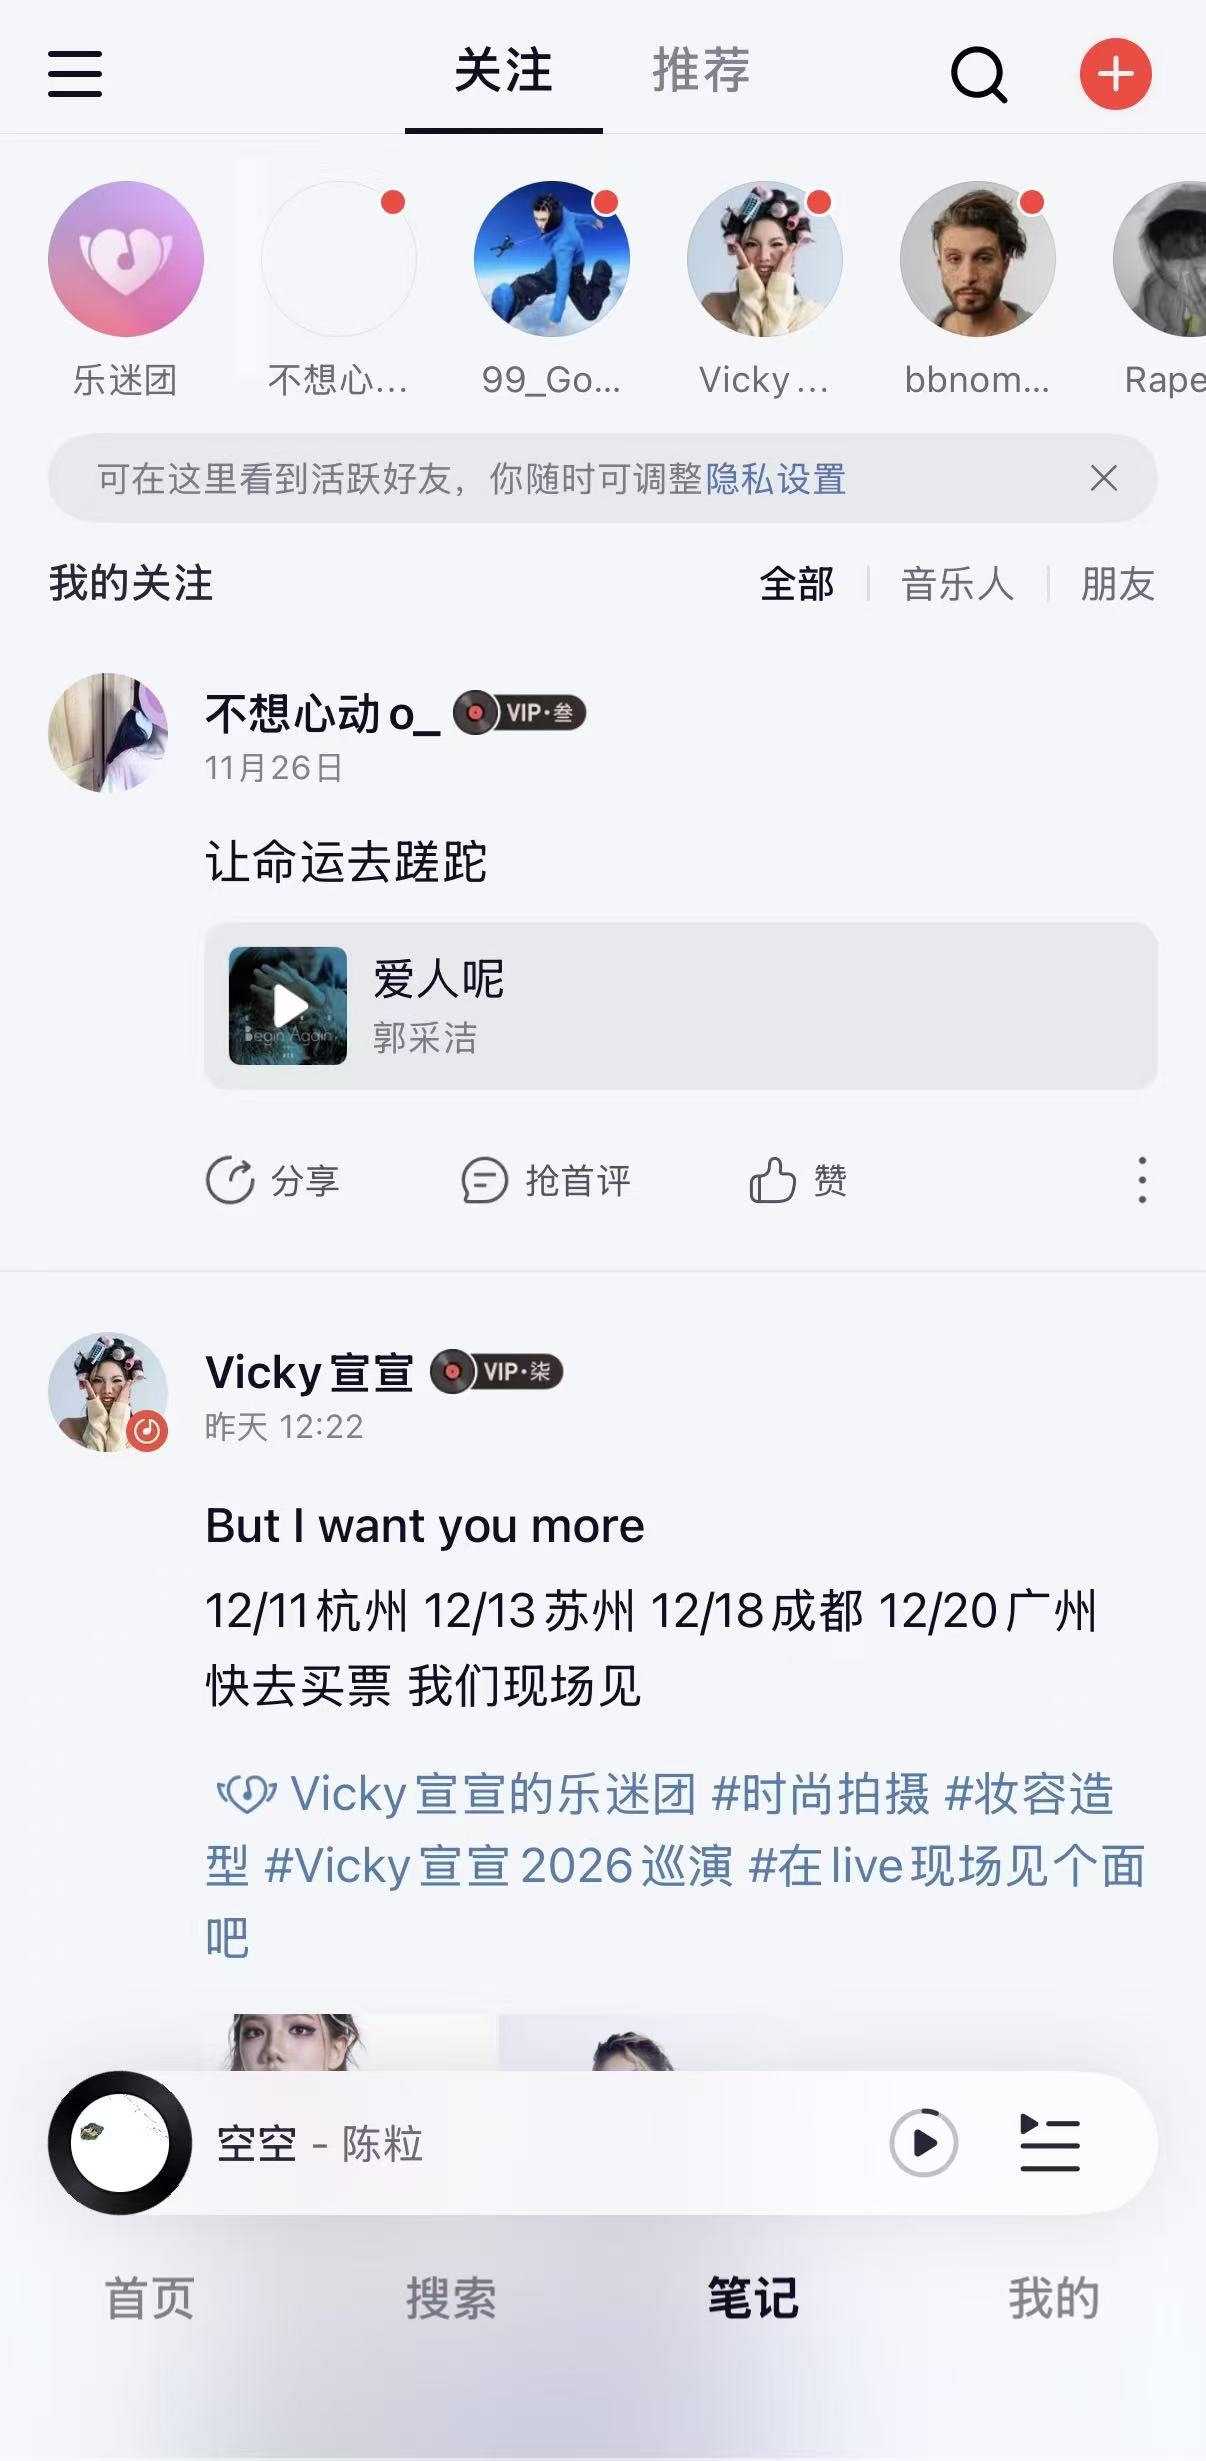 关注 推荐
乐迷团 不想心... 99_Go... Vicky... bbnom... Rape
可在这里看到活跃好友，你随时可调整隐私设置
我的关注 全部 音乐人 朋友
不想心动o_ VIP·叁
11月26日
让命运去蹉跎
Begin Again
爱人呢
郭采洁
分享 抢首评 赞
Vicky宣宣 VIP·柒
昨天 12:22
But I want you more
12/11杭州 12/13苏州 12/18成都 12/20广州
快去买票 我们现场见
Vicky宣宣的乐迷团 #时尚拍摄 #妆容造
型 #Vicky宣宣2026巡演 #在live现场见个面
吧
空空 - 陈粒
首页 搜索 笔记 我的